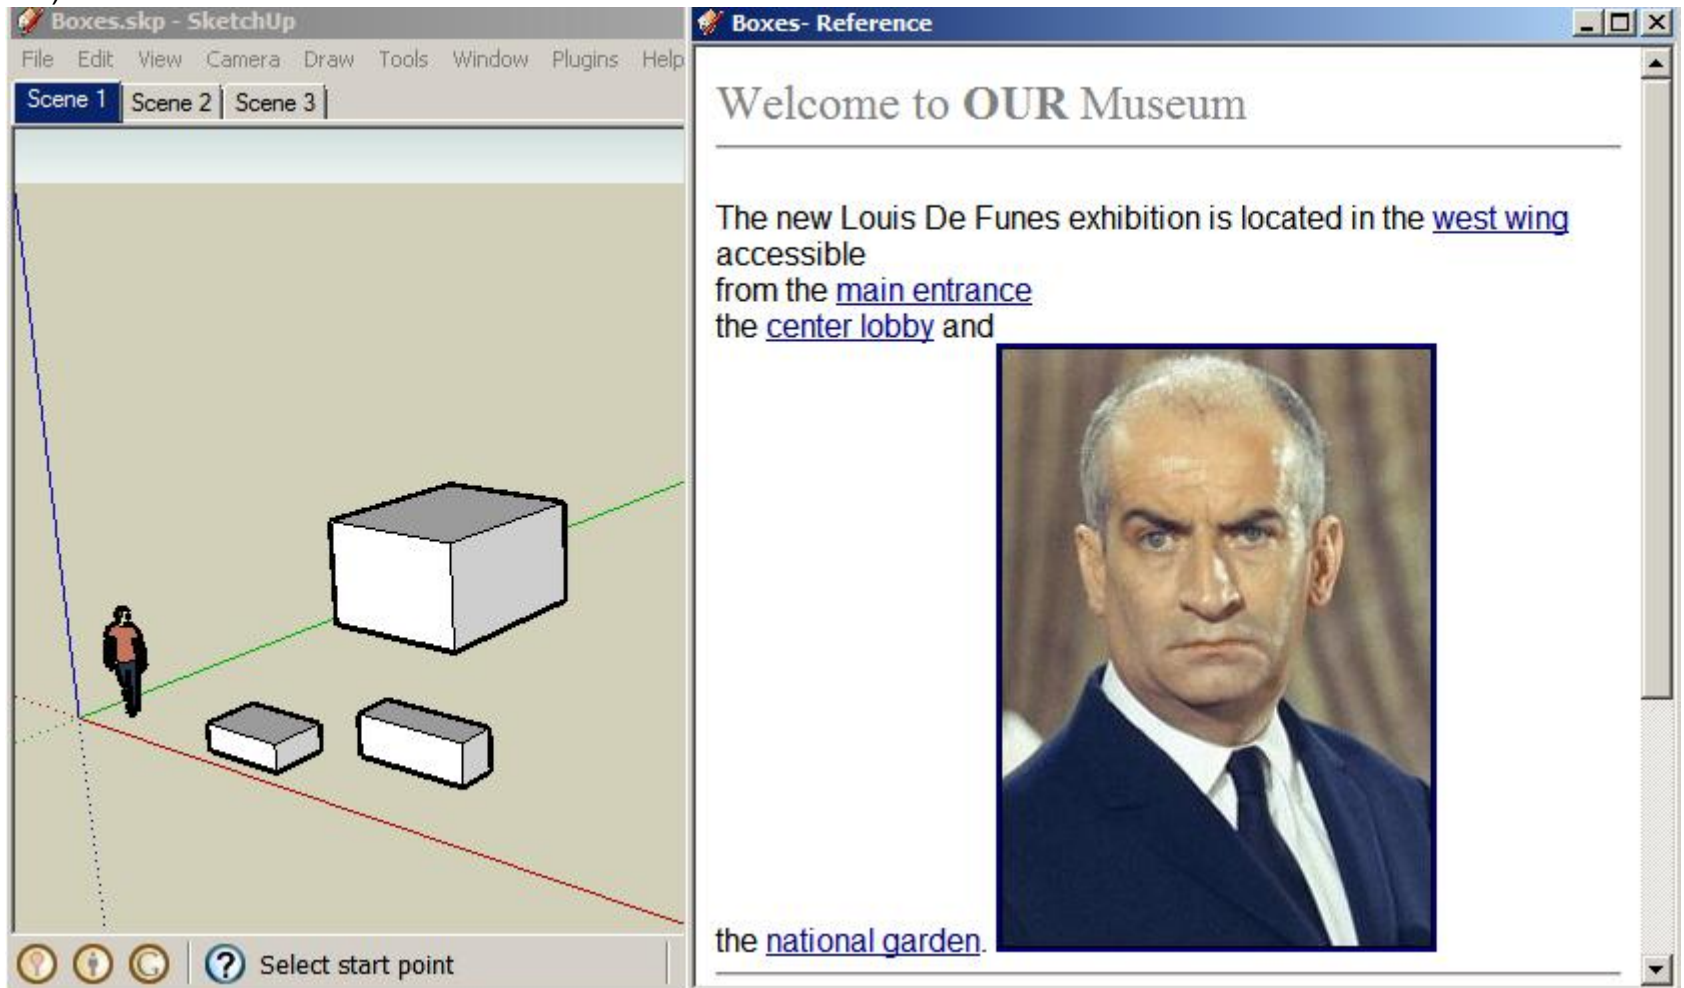 Boxes.skp - SketchUp
File Edit View Camera Draw Tools Window Plugins Help
Scene 1 Scene 2 Scene 3
Select start point
Boxes- Reference
Welcome to OUR Museum
The new Louis De Funes exhibition is located in the west wing
accessible
from the main entrance
the center lobby and
the national garden.